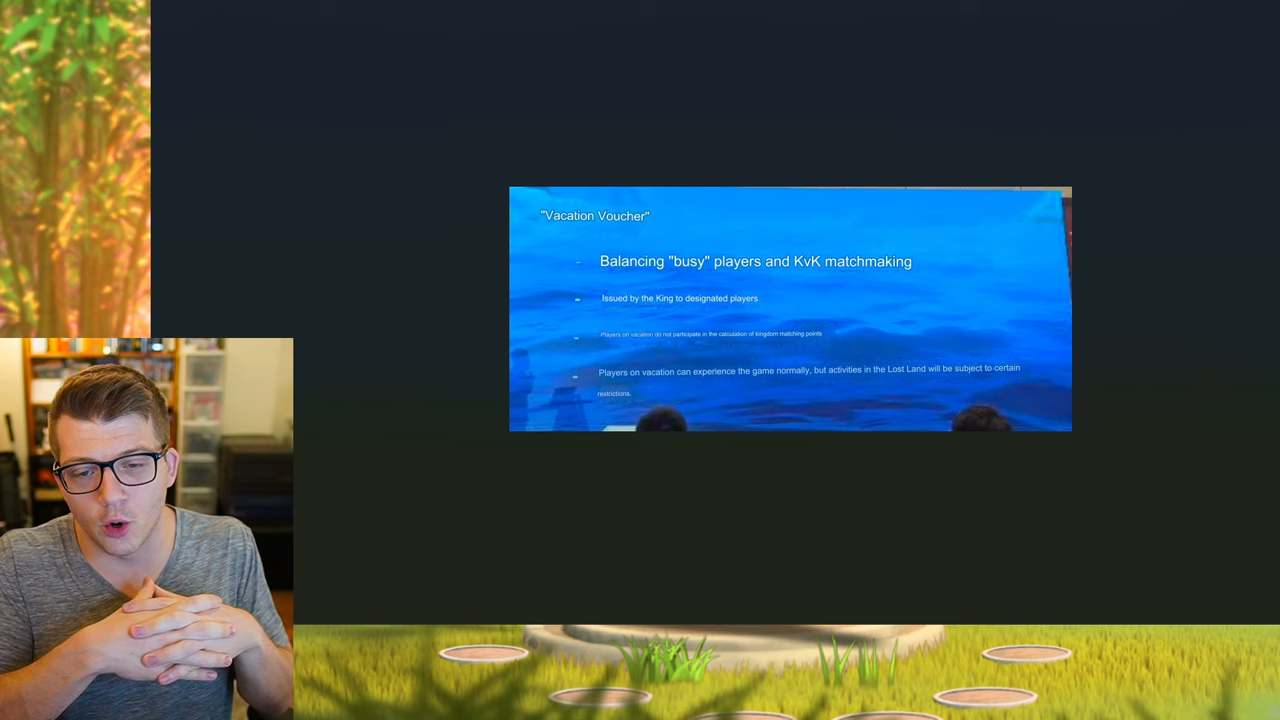 "Vacation Voucher"
Balancing "busy" players and KvK matchmaking
Issued by the King to designated players
Players on vacation do not participate in the calculation of kingdom matching points
Players on vacation can experience the game normally, but activities in the Lost Land will be subject to certain
restrictions.